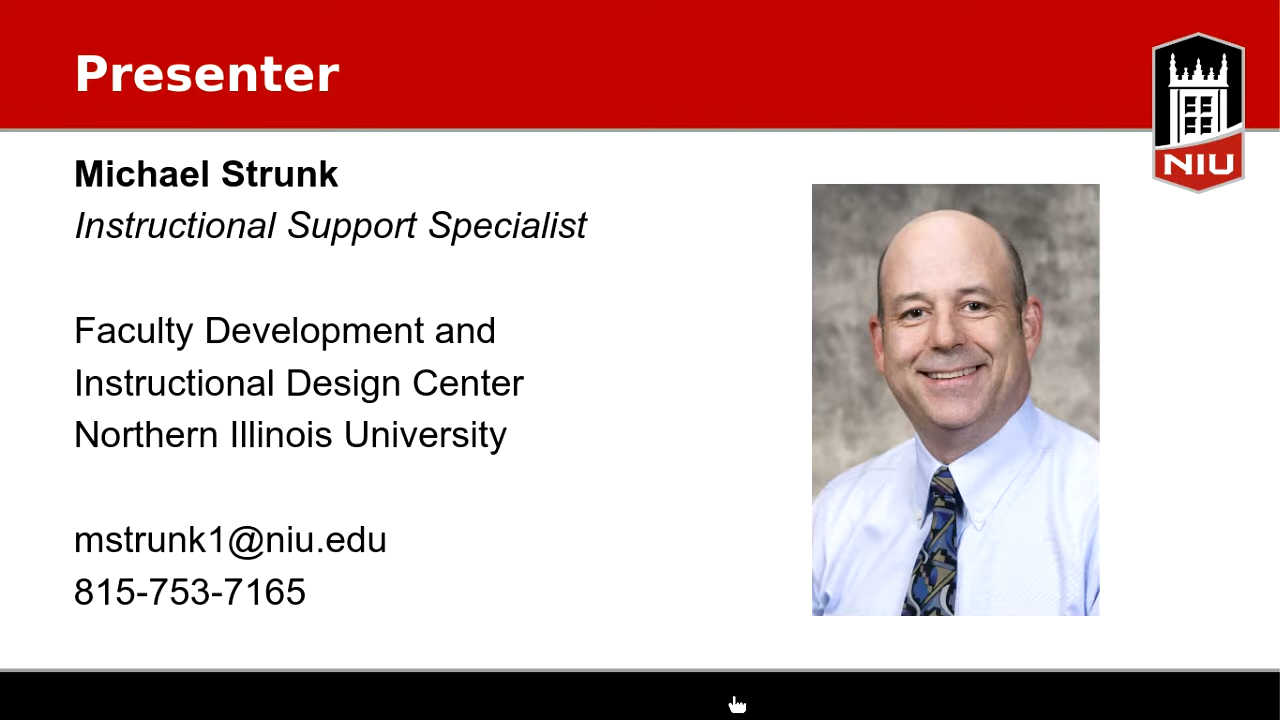 Presenter
NIU
Michael Strunk
Instructional Support Specialist
Faculty Development and
Instructional Design Center
Northern Illinois University
mstrunk1@niu.edu
815-753-7165